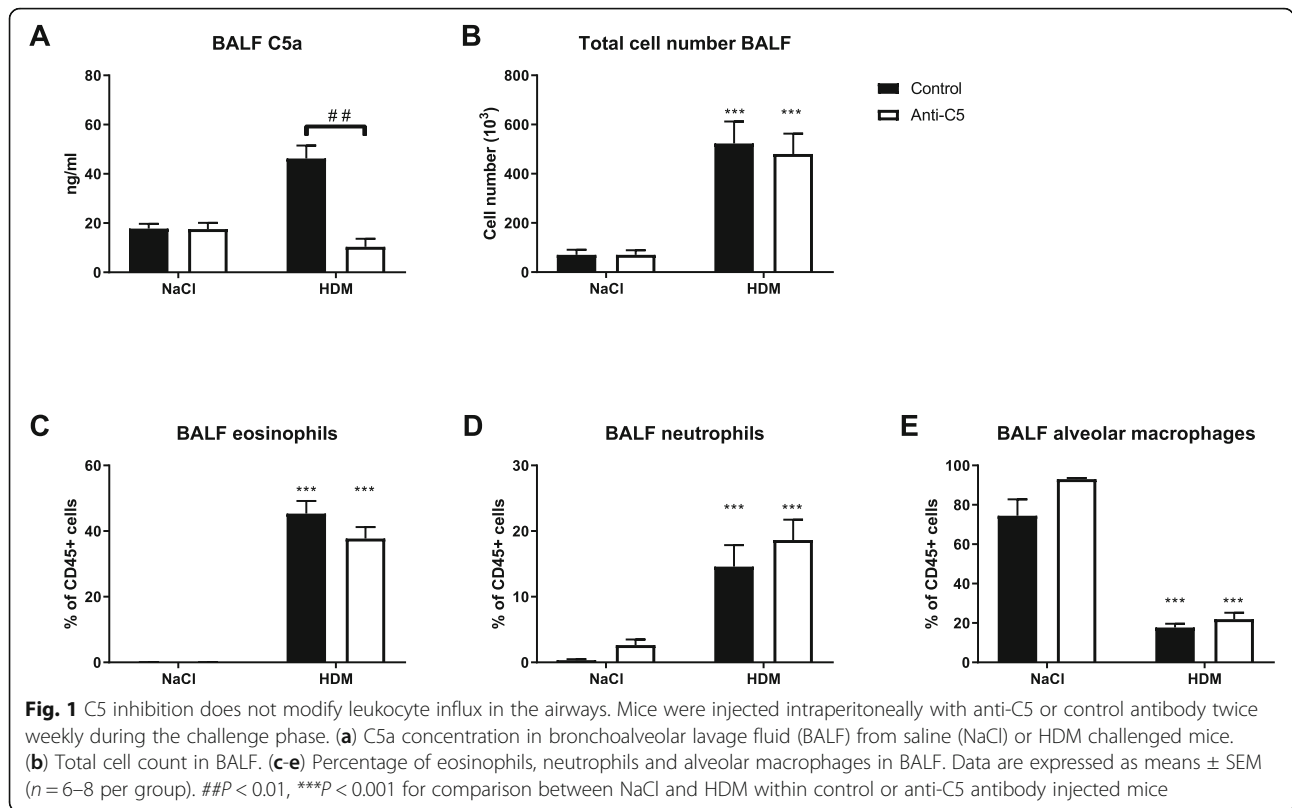 A
BALF C5a
80
60
40
20
0
ng/ml
##
NaCl
HDM
B
Total cell number BALF
800
600
400
200
0
Cell number (10³)
***
***
NaCl
HDM
Control
Anti-C5
C
BALF eosinophils
60
40
20
0
% of CD45+ cells
***
***
NaCl
HDM
D
BALF neutrophils
30
20
10
0
% of CD45+ cells
***
***
NaCl
HDM
E
BALF alveolar macrophages
100
80
60
40
20
0
% of CD45+ cells
***
***
NaCl
HDM
Fig. 1 C5 inhibition does not modify leukocyte influx in the airways. Mice were injected intraperitoneally with anti-C5 or control antibody twice
weekly during the challenge phase. (a) C5a concentration in bronchoalveolar lavage fluid (BALF) from saline (NaCl) or HDM challenged mice.
(b) Total cell count in BALF. (c-e) Percentage of eosinophils, neutrophils and alveolar macrophages in BALF. Data are expressed as means ± SEM
(n = 6–8 per group). ##P < 0.01, ***P < 0.001 for comparison between NaCl and HDM within control or anti-C5 antibody injected mice